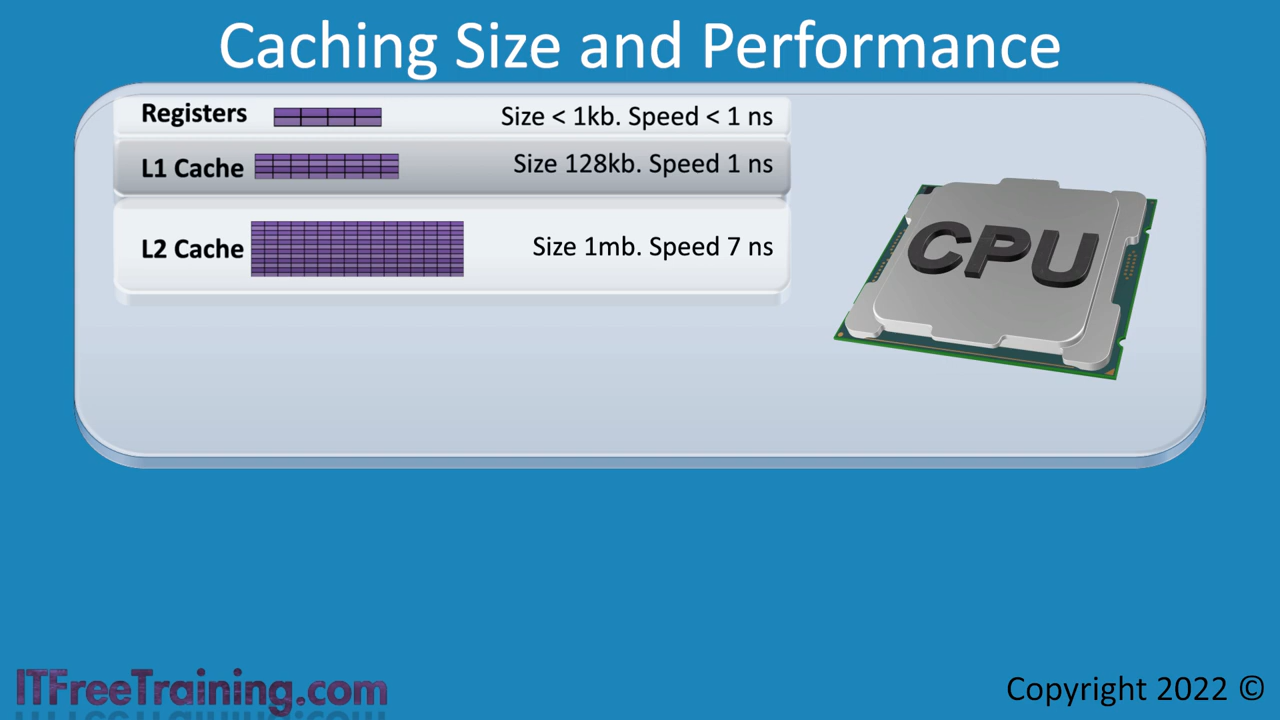 Caching Size and Performance
Registers Size < 1kb. Speed < 1 ns
L1 Cache Size 128kb. Speed 1 ns
L2 Cache Size 1mb. Speed 7 ns
CPU
ITFreeTraining.com
Copyright 2022 ©